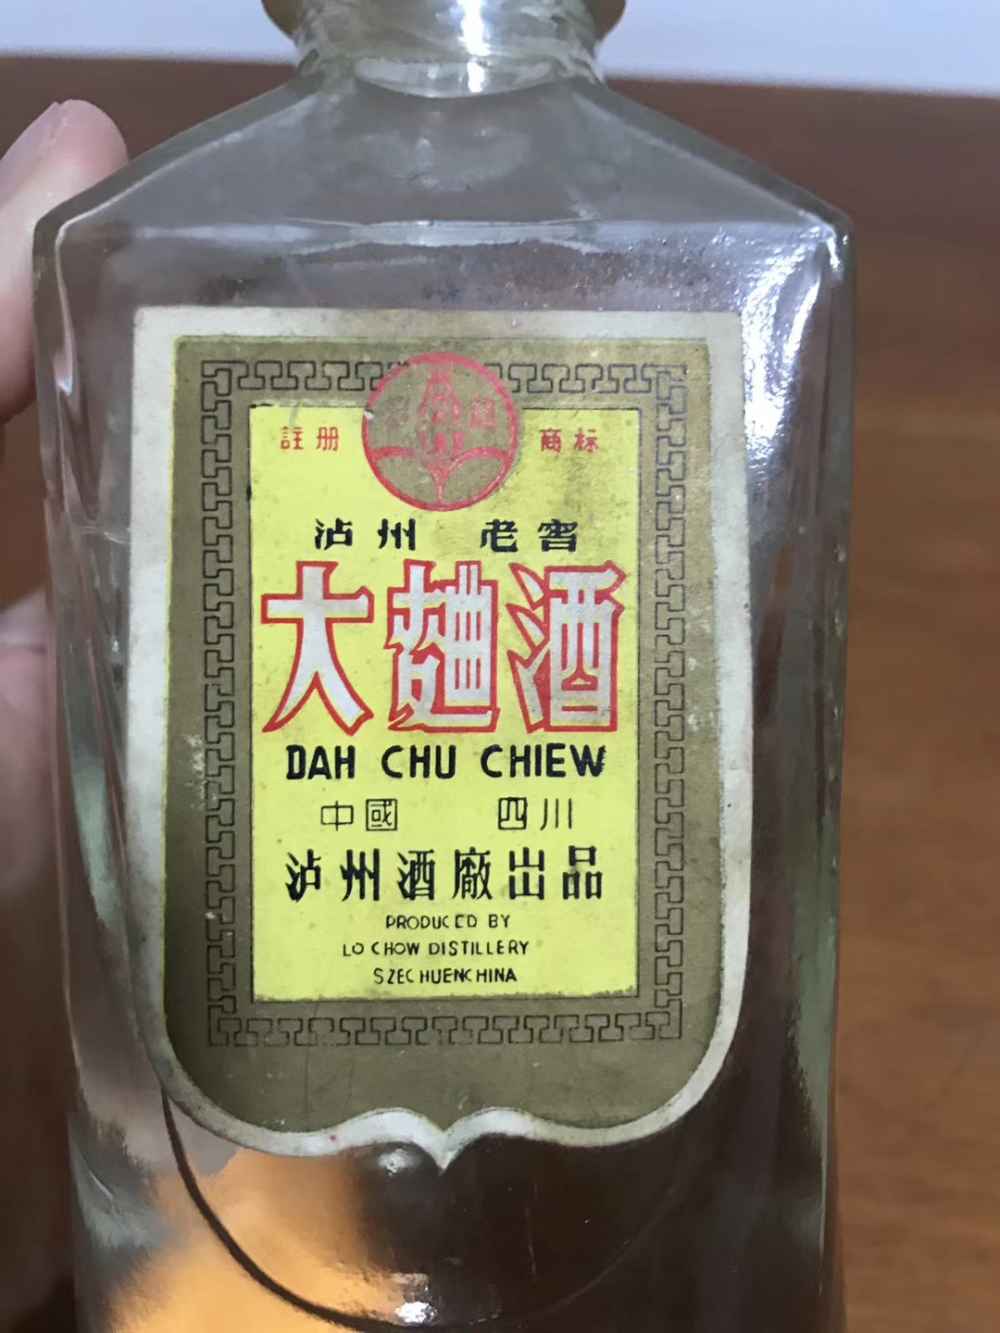 註册 商标
泸州 老窖
大麯酒
DAH CHU CHIEW
中國 四川
泸州酒廠出品
PRODUCED BY
LO CHOW DISTILLERY
SZECHUENCHINA